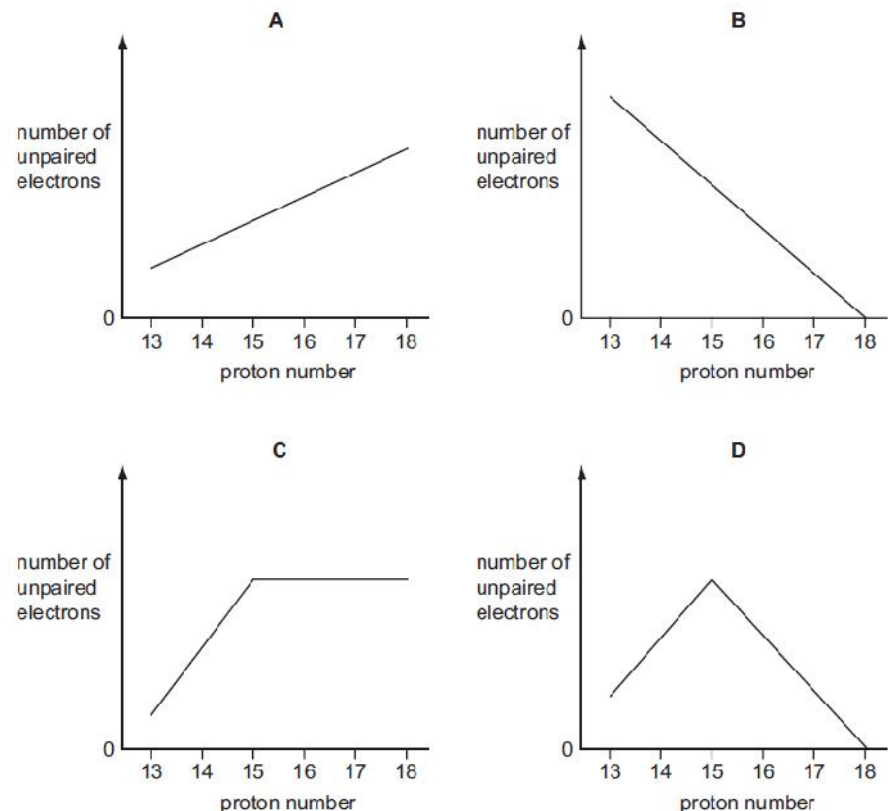 A
number of
unpaired
electrons
0
13 14 15 16 17 18
proton number
B
number of
unpaired
electrons
0
13 14 15 16 17 18
proton number
C
number of
unpaired
electrons
0
13 14 15 16 17 18
proton number
D
number of
unpaired
electrons
0
13 14 15 16 17 18
proton number